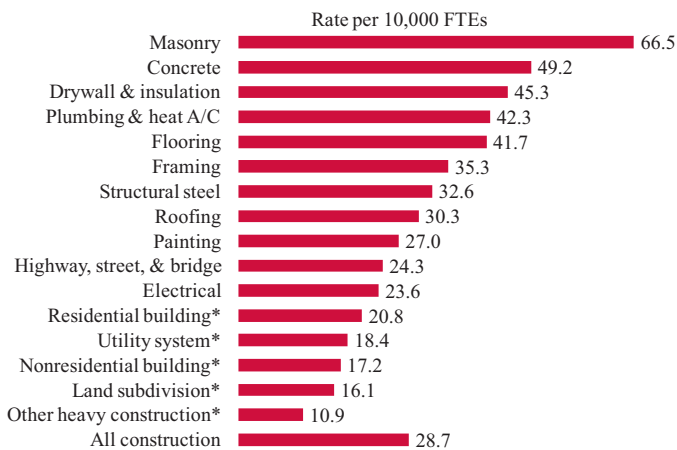 Rate per 10,000 FTEs
Masonry 66.5
Concrete 49.2
Drywall & insulation 45.3
Plumbing & heat A/C 42.3
Flooring 41.7
Framing 35.3
Structural steel 32.6
Roofing 30.3
Painting 27.0
Highway, street, & bridge 24.3
Electrical 23.6
Residential building* 20.8
Utility system* 18.4
Nonresidential building* 17.2
Land subdivision* 16.1
Other heavy construction* 10.9
All construction 28.7